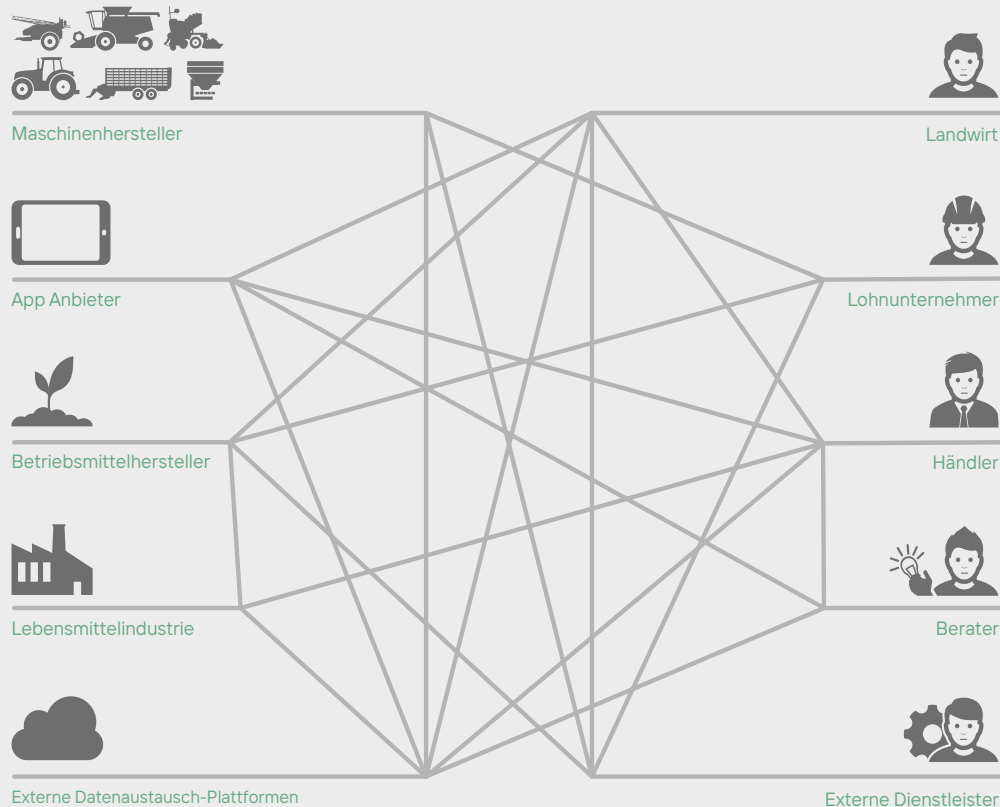 Maschinenhersteller
Landwirt
App Anbieter
Lohnunternehmer
Betriebsmittelhersteller
Händler
Lebensmittelindustrie
Berater
Externe Datenaustausch-Plattformen
Externe Dienstleister